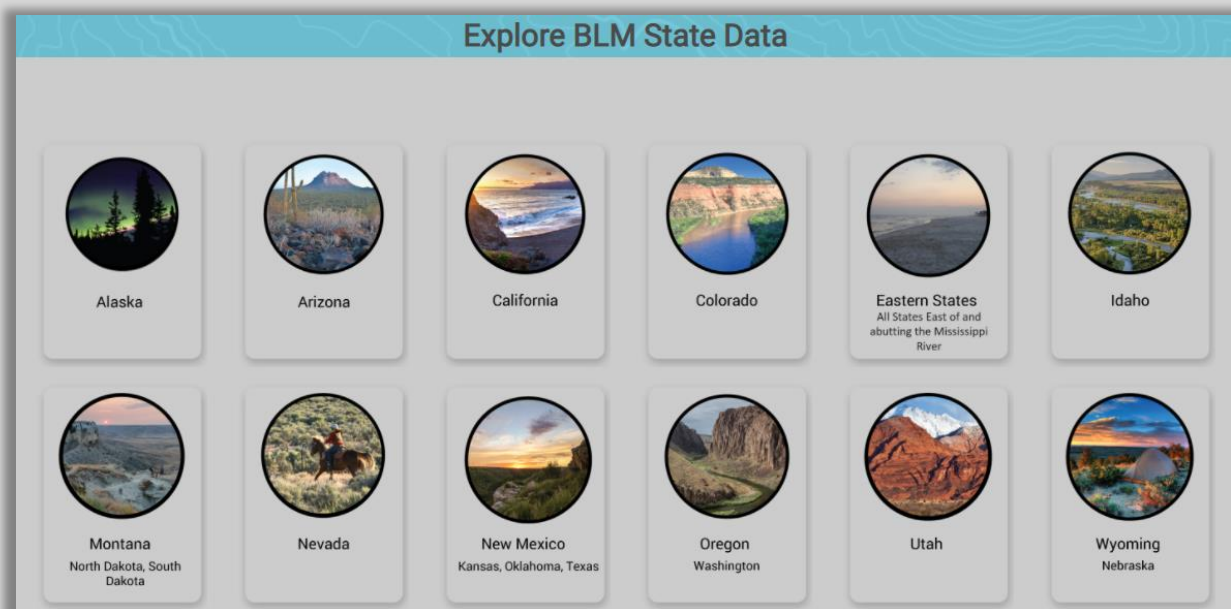 Explore BLM State Data
Alaska
Arizona
California
Colorado
Eastern States
All States East of and
abutting the Mississippi
River
Idaho
Montana
North Dakota, South
Dakota
Nevada
New Mexico
Kansas, Oklahoma, Texas
Oregon
Washington
Utah
Wyoming
Nebraska